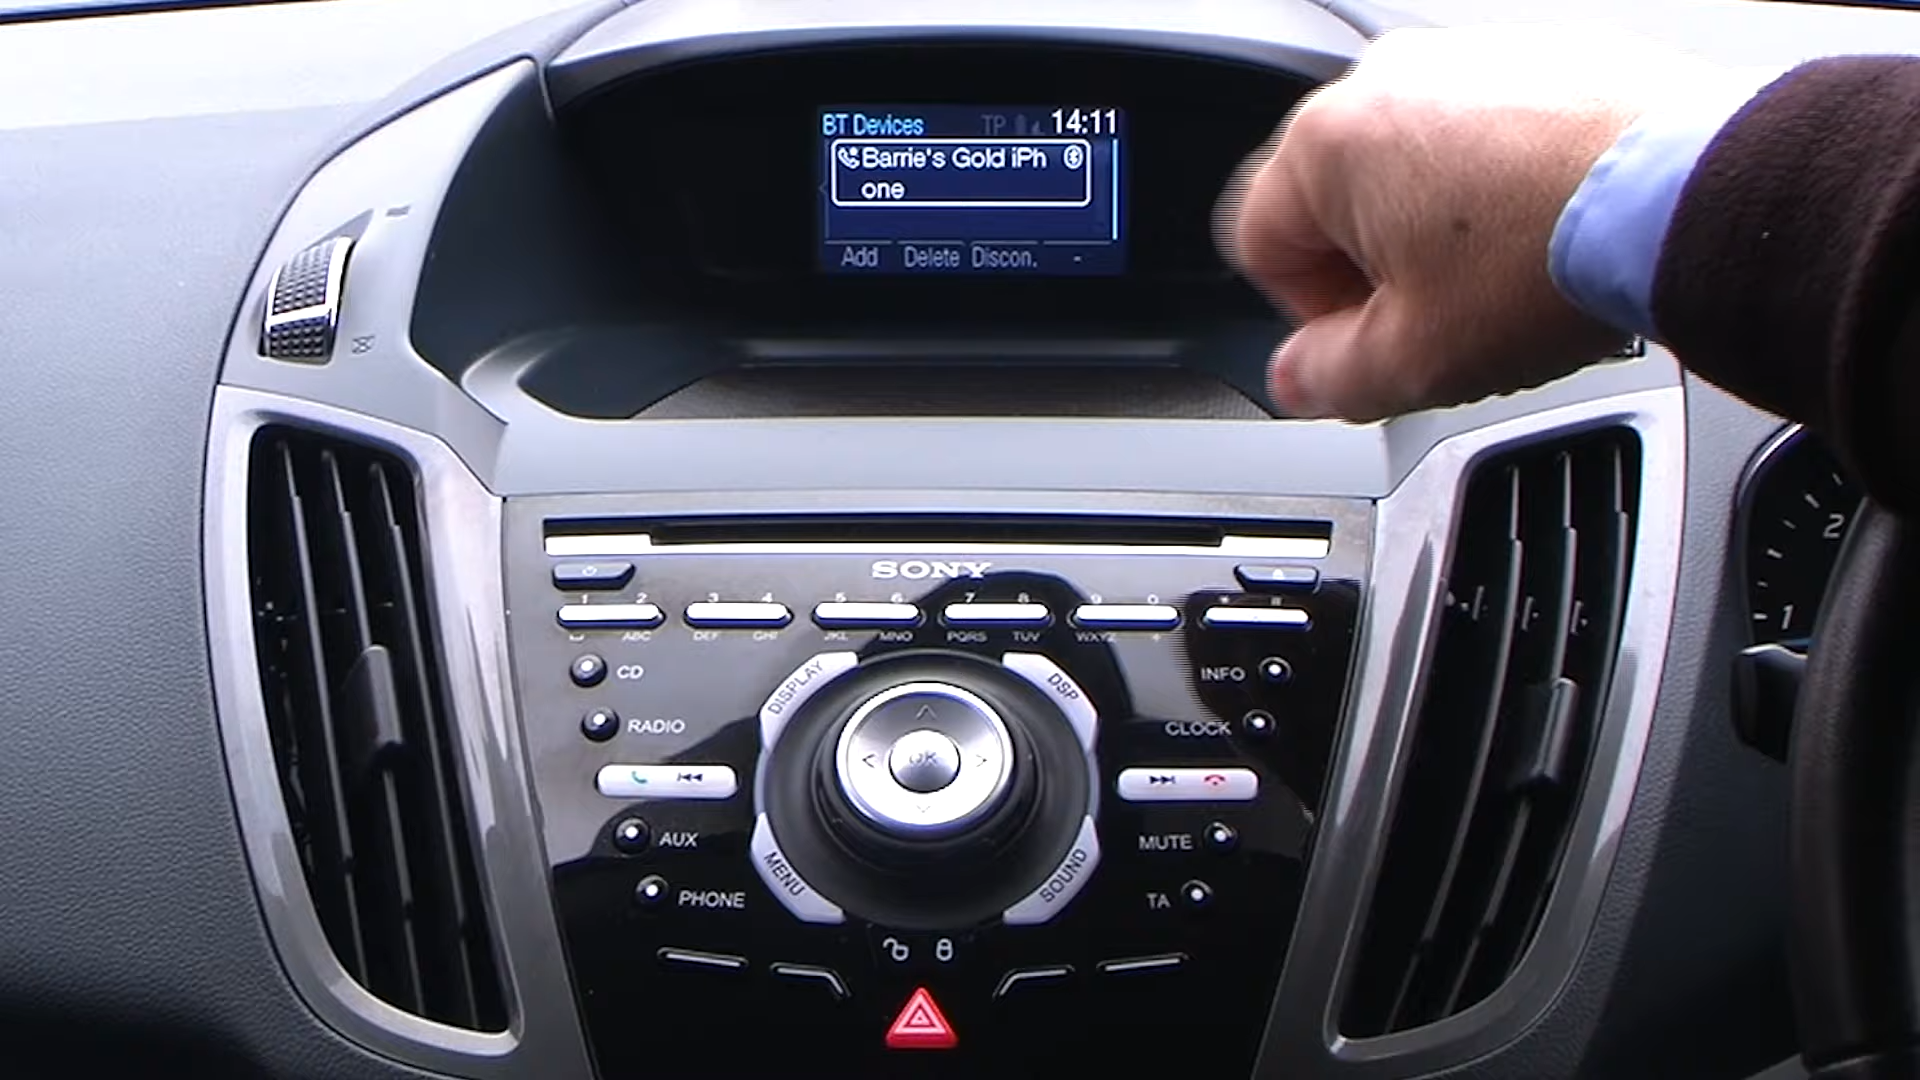 BT Devices TP 14:11
Barrie's Gold iPh
one
Add Delete Discon. -
SONY
1 2 3 4 5 6 7 8 9 0 *
ABC DEF GHI JKL MNO PQRS TUV WXYZ +
DISPLAY DSP
CD INFO
RADIO CLOCK
OK
AUX MUTE
MENU SOUND
PHONE TA
2
1